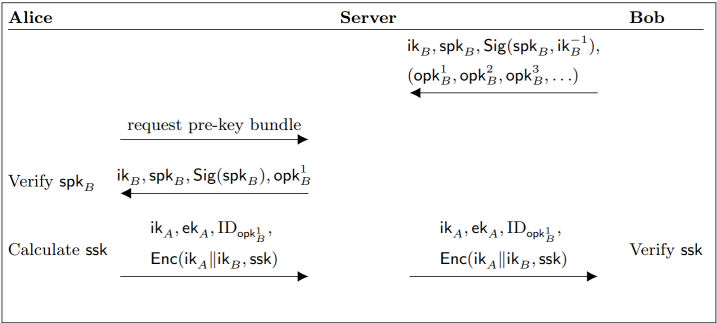 Alice Server Bob
ik_B, spk_B, Sig(spk_B, ik_B^{-1}),
(opk_B^1, opk_B^2, opk_B^3, . . .)
request pre-key bundle
Verify spk_B ik_B, spk_B, Sig(spk_B), opk_B^1
ik_A, ek_A, ID_{opk_B^1}, ik_A, ek_A, ID_{opk_B^1},
Calculate ssk Enc(ik_A∥ik_B, ssk) Enc(ik_A∥ik_B, ssk) Verify ssk